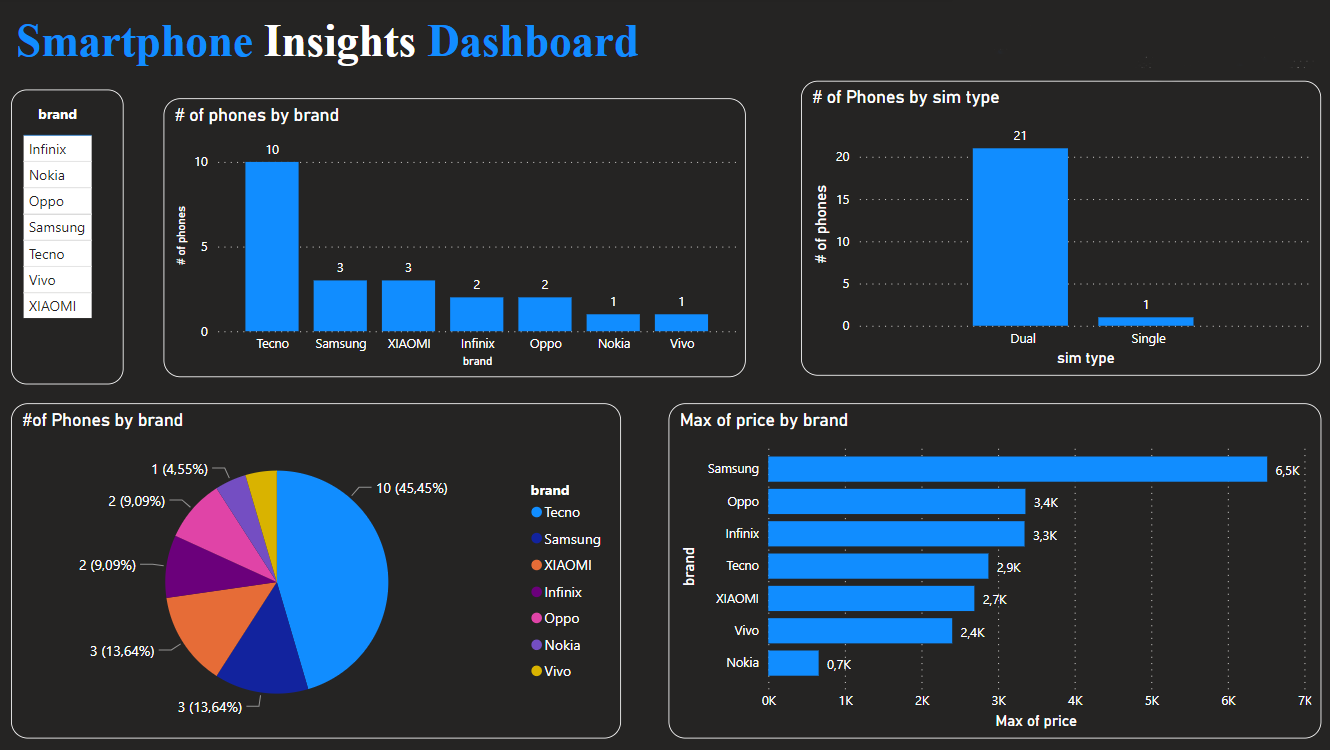 Smartphone Insights Dashboard
brand
Infinix
Nokia
Oppo
Samsung
Tecno
Vivo
XIAOMI
# of phones by brand
# of phones
10
5
0
10
3
3
2
2
1
1
Tecno
Samsung
XIAOMI
Infinix
Oppo
Nokia
Vivo
brand
# of Phones by sim type
# of phones
20
15
10
5
0
21
1
Dual
Single
sim type
#of Phones by brand
1 (4,55%)
2 (9,09%)
2 (9,09%)
3 (13,64%)
3 (13,64%)
10 (45,45%)
brand
Tecno
Samsung
XIAOMI
Infinix
Oppo
Nokia
Vivo
Max of price by brand
brand
Samsung 6,5K
Oppo 3,4K
Infinix 3,3K
Tecno 2,9K
XIAOMI 2,7K
Vivo 2,4K
Nokia 0,7K
0K 1K 2K 3K 4K 5K 6K 7K
Max of price